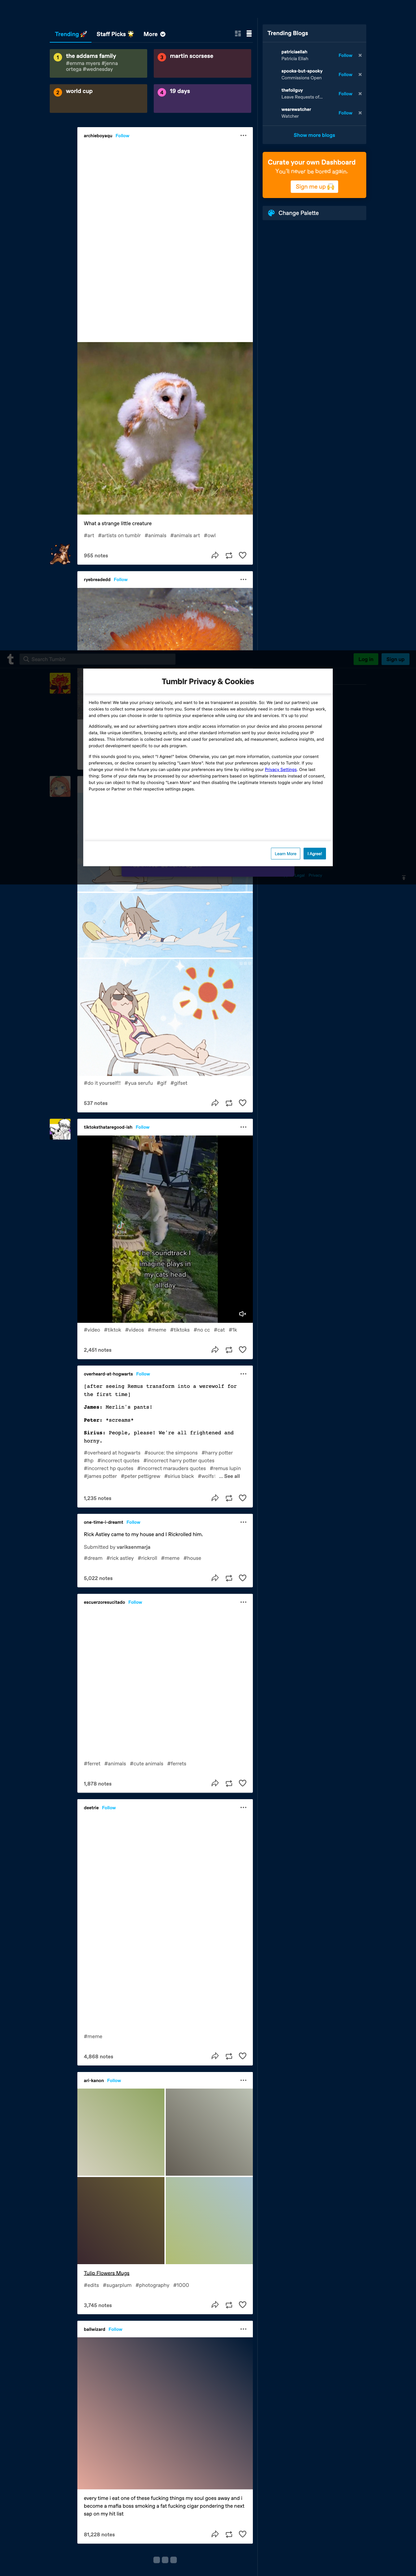 Trending 🚀
Staff Picks 🌟
More
1 the addams family
#emma myers #jenna
ortega #wednesday
3 martin scorsese
2 world cup
4 19 days
Trending Blogs
patriciaellah
Follow
Patricia Ellah
spooks-but-spooky
Follow
Commissions Open
thefolguy
Follow
Leave Requests of...
wearewatcher
Follow
Watcher
Show more blogs
Curate your own Dashboard
You'll never be bored again.
Sign me up 🙌
Change Palette
archieboyaqu Follow
What a strange little creature
#art #artists on tumblr #animals #animals art #owl
955 notes
ryebreadedd Follow
Search Tumblr
Log in
Sign up
Tumblr Privacy & Cookies
Hello there! We take your privacy seriously, and want to be as transparent as possible. So: We (and our partners) use
cookies to collect some personal data from you. Some of these cookies we absolutely need in order to make things work,
and others you can choose in order to optimize your experience while using our site and services. It's up to you!
Additionally, we and our advertising partners store and/or access information on your device and also process personal
data, like unique identifiers, browsing activity, and other standard information sent by your device including your IP
address. This information is collected over time and used for personalized ads, ad measurement, audience insights, and
product development specific to our ads program.
If this sounds good to you, select "I Agree!" below. Otherwise, you can get more information, customize your consent
preferences, or decline consent by selecting "Learn More". Note that your preferences apply only to Tumblr. If you
change your mind in the future you can update your preferences any time by visiting your Privacy Settings. One last
thing: Some of your data may be processed by our advertising partners based on legitimate interests instead of consent,
but you can object to that by choosing "Learn More" and then disabling the Legitimate Interests toggle under any listed
Purpose or Partner on their respective settings pages.
Learn More
I Agree!
Legal Privacy
#do it yourself!! #yua serufu #gif #gifset
537 notes
tiktoksthataregood-ish Follow
the soundtrack I
imagine plays in
my cats head
all day
#video #tiktok #videos #meme #tiktoks #no cc #cat #1k
2,451 notes
overheard-at-hogwarts Follow
[after seeing Remus transform into a werewolf for
the first time]
James: Merlin's pants!
Peter: *screams*
Sirius: People, please! We're all frightened and
horny.
#overheard at hogwarts #source: the simpsons #harry potter
#hp #incorrect quotes #incorrect harry potter quotes
#incorrect hp quotes #incorrect marauders quotes #remus lupin
#james potter #peter pettigrew #sirius black #wolfs: ... See all
1,235 notes
one-time-i-dreamt Follow
Rick Astley came to my house and I Rickrolled him.
Submitted by variksenmarja
#dream #rick astley #rickroll #meme #house
5,022 notes
escuerzoresucitado Follow
#ferret #animals #cute animals #ferrets
1,878 notes
deetrie Follow
#meme
4,868 notes
ari-kanon Follow
Tulip Flowers Mugs
#edits #sugarplum #photography #1000
3,745 notes
ballwizard Follow
every time i eat one of these fucking things my soul goes away and i
become a mafia boss smoking a fat fucking cigar pondering the next
sap on my hit list
81,228 notes